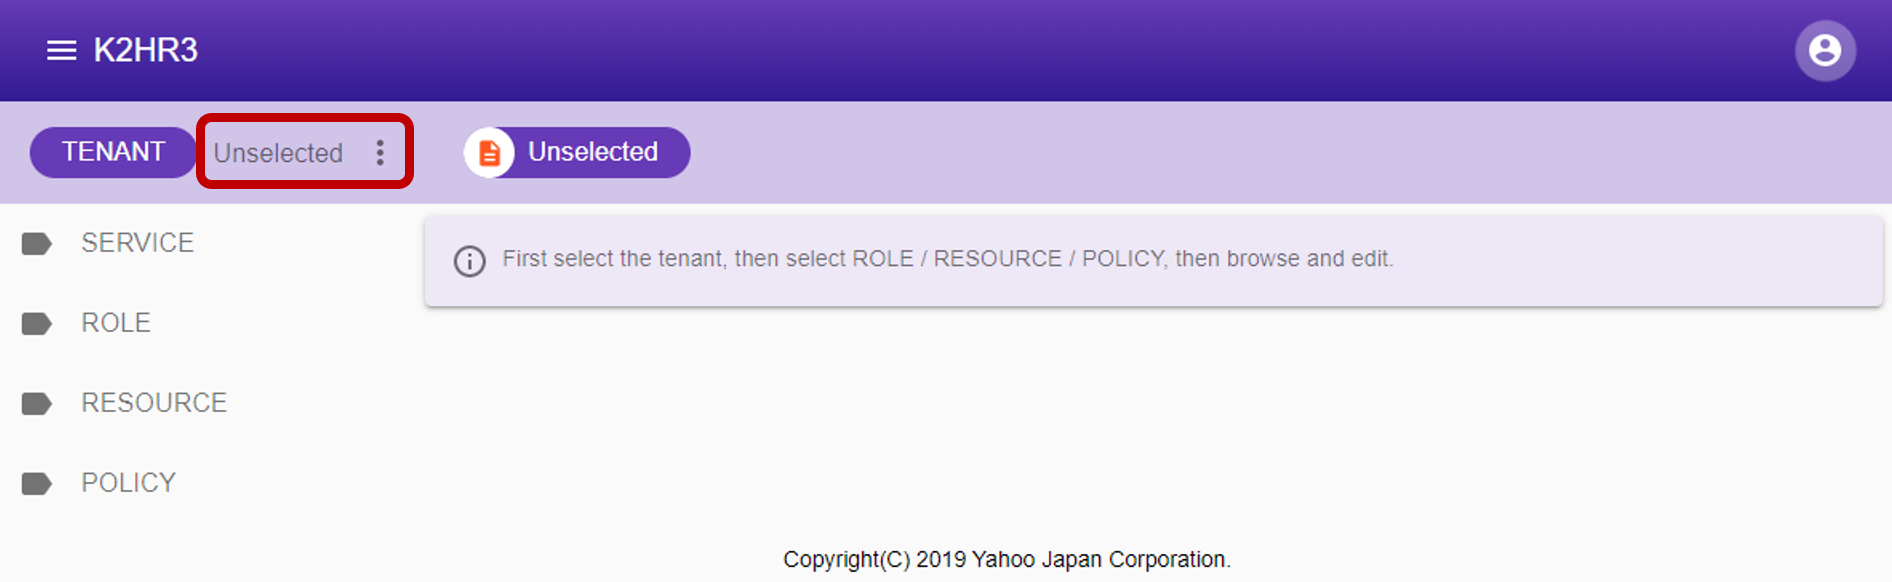 K2HR3
TENANT Unselected Unselected
SERVICE
First select the tenant, then select ROLE / RESOURCE / POLICY, then browse and edit.
ROLE
RESOURCE
POLICY
Copyright(C) 2019 Yahoo Japan Corporation.